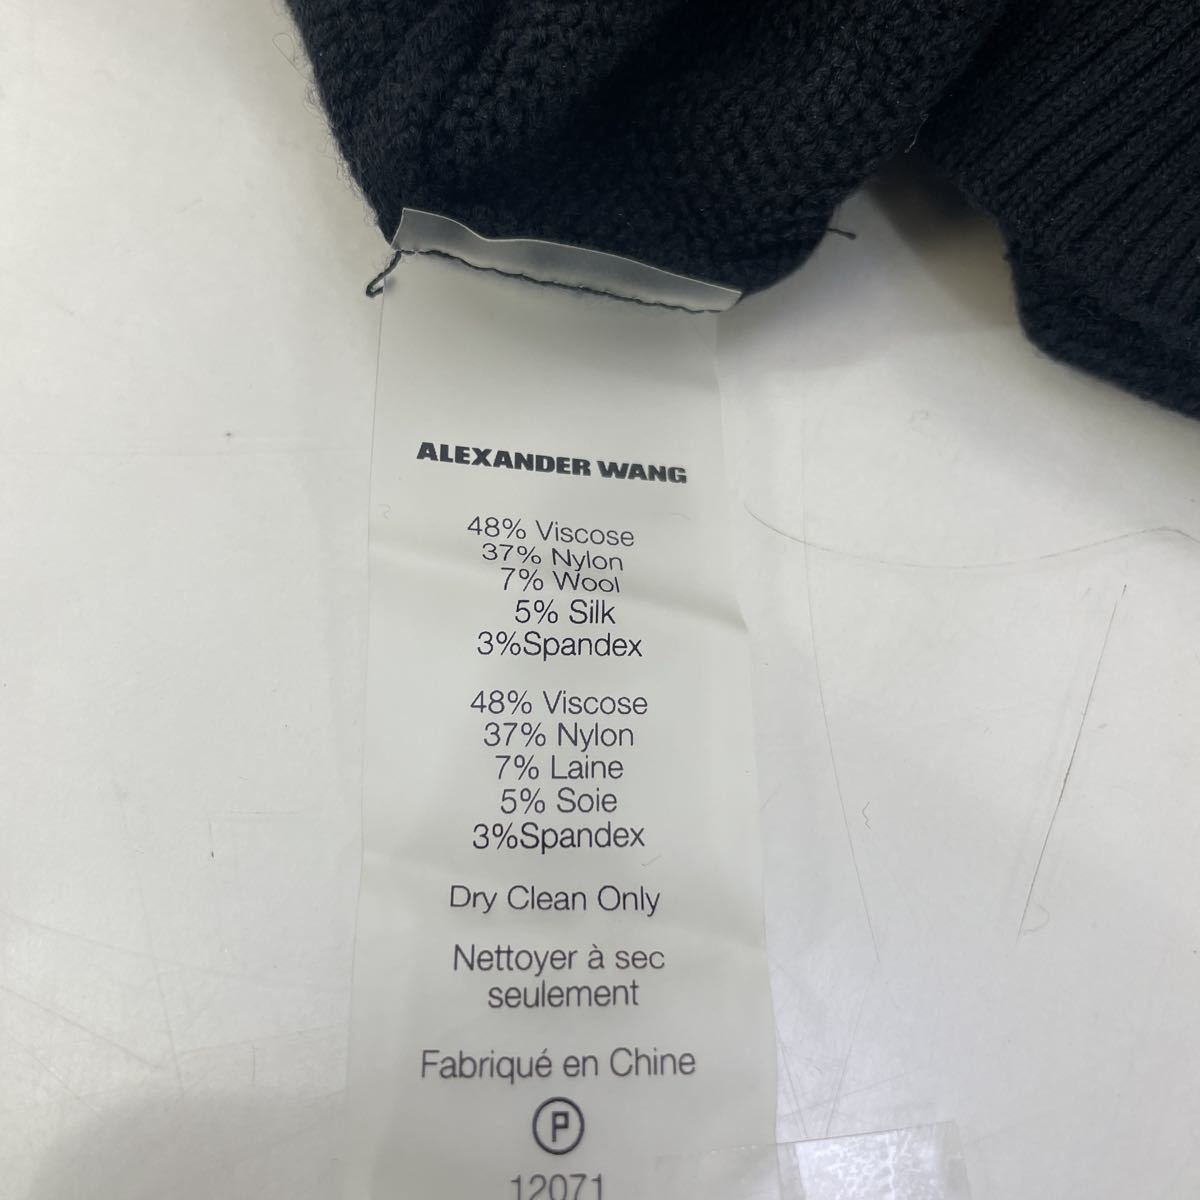 ALEXANDER WANG
48% Viscose
37% Nylon
7% Wool
5% Silk
3%Spandex
48% Viscose
37% Nylon
7% Laine
5% Soie
3%Spandex
Dry Clean Only
Nettoyer à sec
seulement
Fabriqué en Chine
P
12071